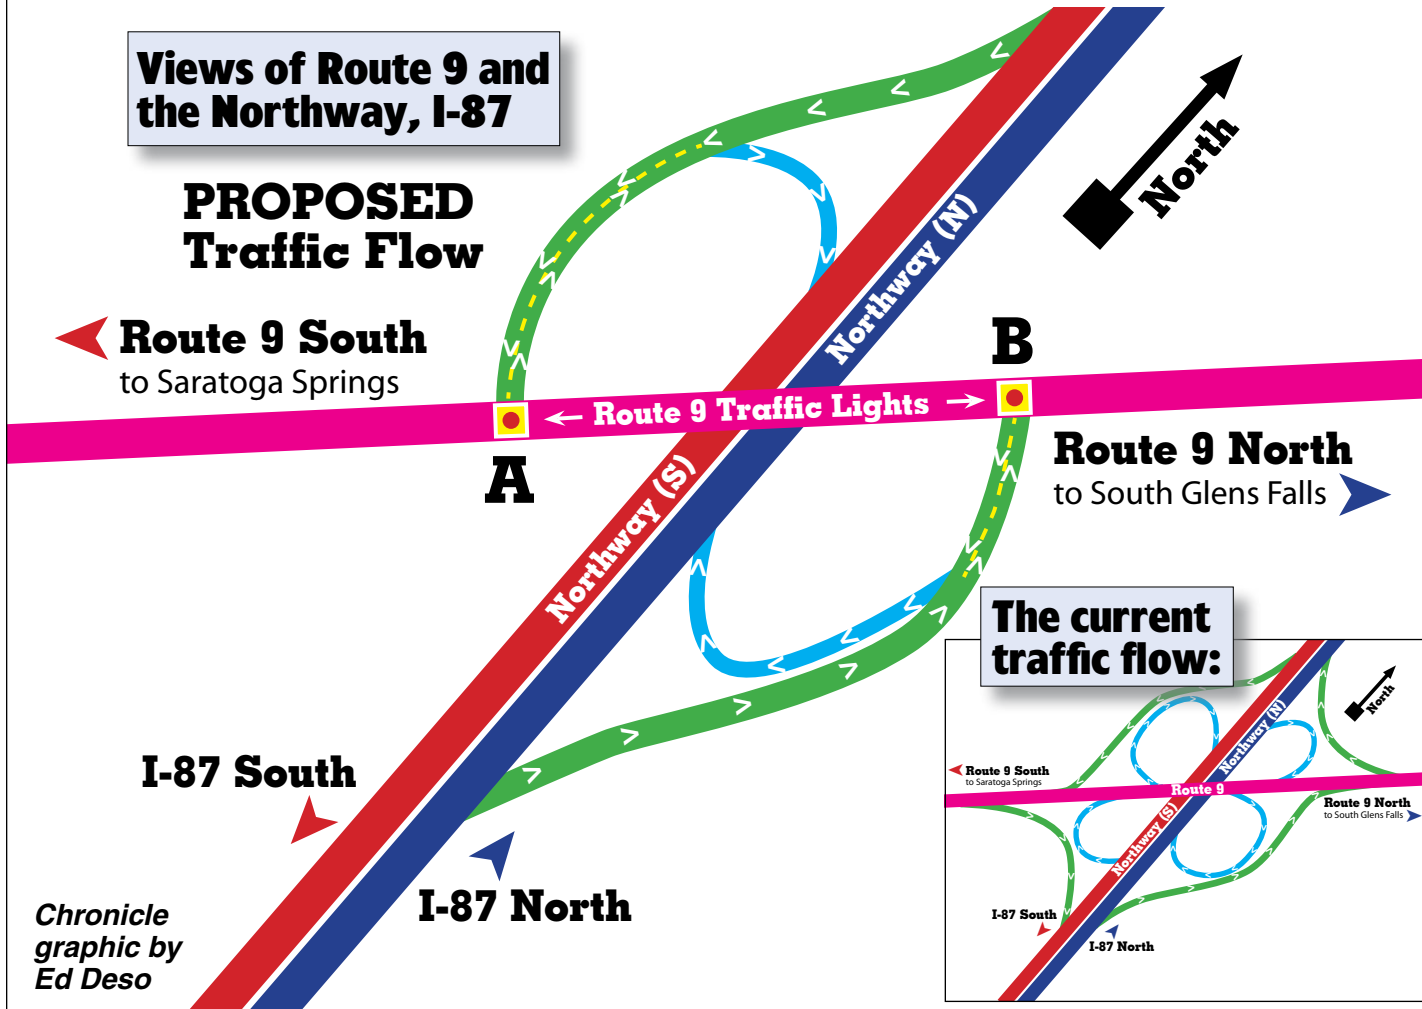 Views of Route 9 and
the Northway, I-87
PROPOSED
Traffic Flow
North
Route 9 South
to Saratoga Springs
Northway (N)
B
← Route 9 Traffic Lights →
A
Route 9 North
to South Glens Falls
Northway (S)
I-87 South
I-87 North
Chronicle
graphic by
Ed Deso
The current
traffic flow:
North
Northway (N)
Route 9 South
to Saratoga Springs
Route 9
Route 9 North
to South Glens Falls
Northway (S)
I-87 South
I-87 North